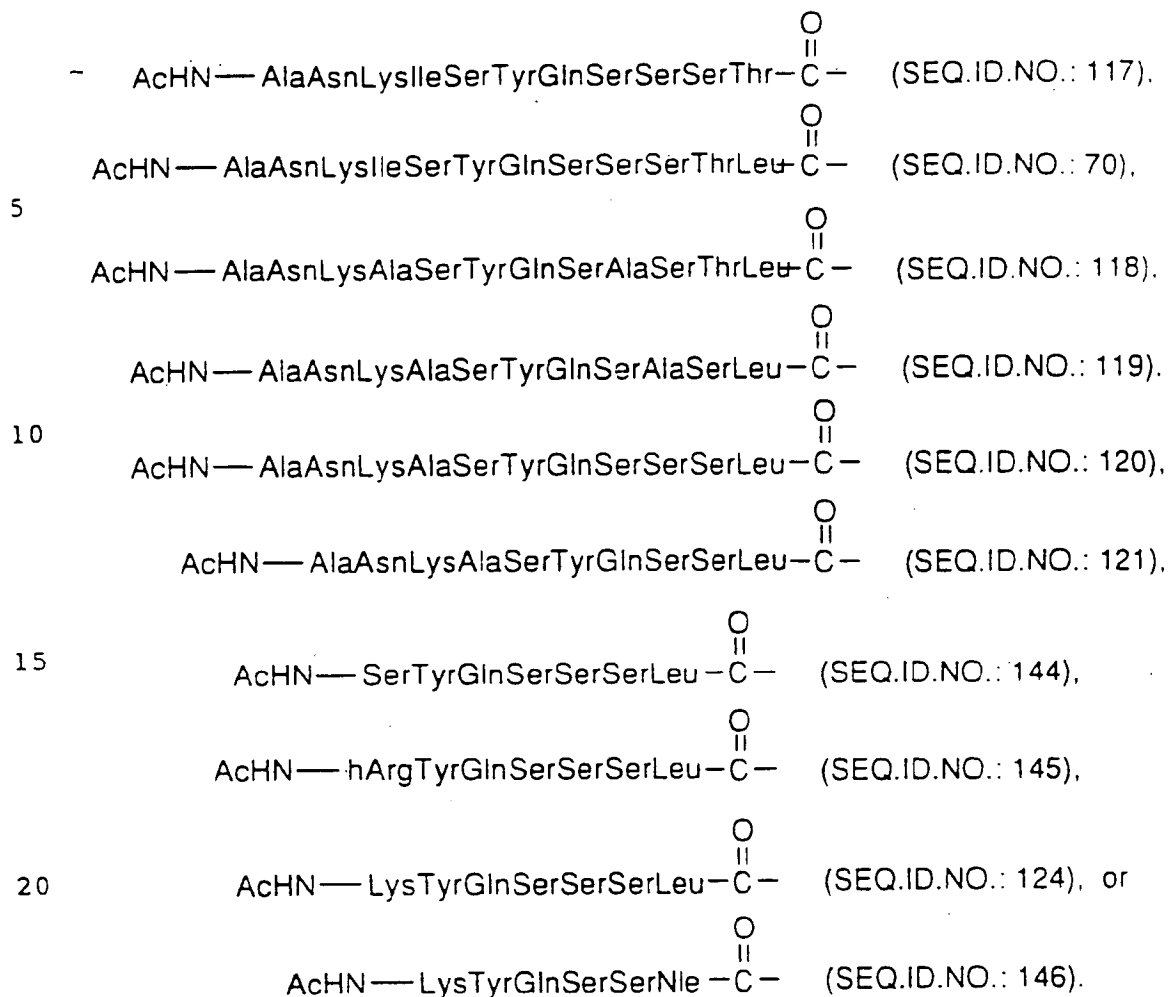 O
||
AcHN — AlaAsnLysIleSerTyrGlnSerSerSerThr–C– (SEQ.ID.NO.: 117),
O
||
AcHN — AlaAsnLysIleSerTyrGlnSerSerSerThrLeu–C– (SEQ.ID.NO.: 70),
5
O
||
AcHN — AlaAsnLysAlaSerTyrGlnSerAlaSerThrLeu–C– (SEQ.ID.NO.: 118).
O
||
AcHN — AlaAsnLysAlaSerTyrGlnSerAlaSerLeu–C– (SEQ.ID.NO.: 119).
10
O
||
AcHN — AlaAsnLysAlaSerTyrGlnSerSerSerLeu–C– (SEQ.ID.NO.: 120),
O
||
AcHN — AlaAsnLysAlaSerTyrGlnSerSerLeu–C– (SEQ.ID.NO.: 121),
15
O
||
AcHN — SerTyrGlnSerSerSerLeu–C– (SEQ.ID.NO.: 144),
O
||
AcHN — hArgTyrGlnSerSerSerLeu–C– (SEQ.ID.NO.: 145),
O
||
20 AcHN — LysTyrGlnSerSerSerLeu–C– (SEQ.ID.NO.: 124), or
O
||
AcHN — LysTyrGlnSerSerNle–C– (SEQ.ID.NO.: 146).